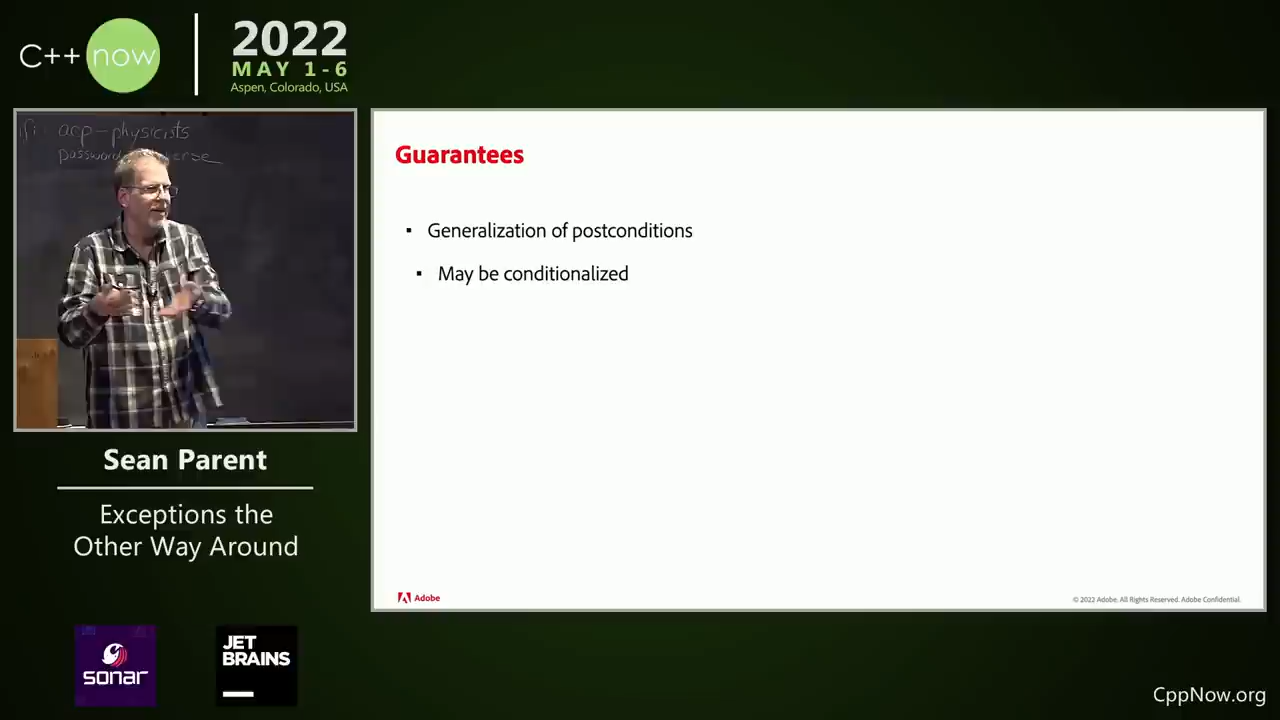 C++ now
2022
MAY 1-6
Aspen, Colorado, USA
acp-physicists
password
Sean Parent
Exceptions the
Other Way Around
sonar
JET
BRAINS
Guarantees
▪ Generalization of postconditions
▪ May be conditionalized
Adobe
© 2022 Adobe. All Rights Reserved. Adobe Confidential.
CppNow.org